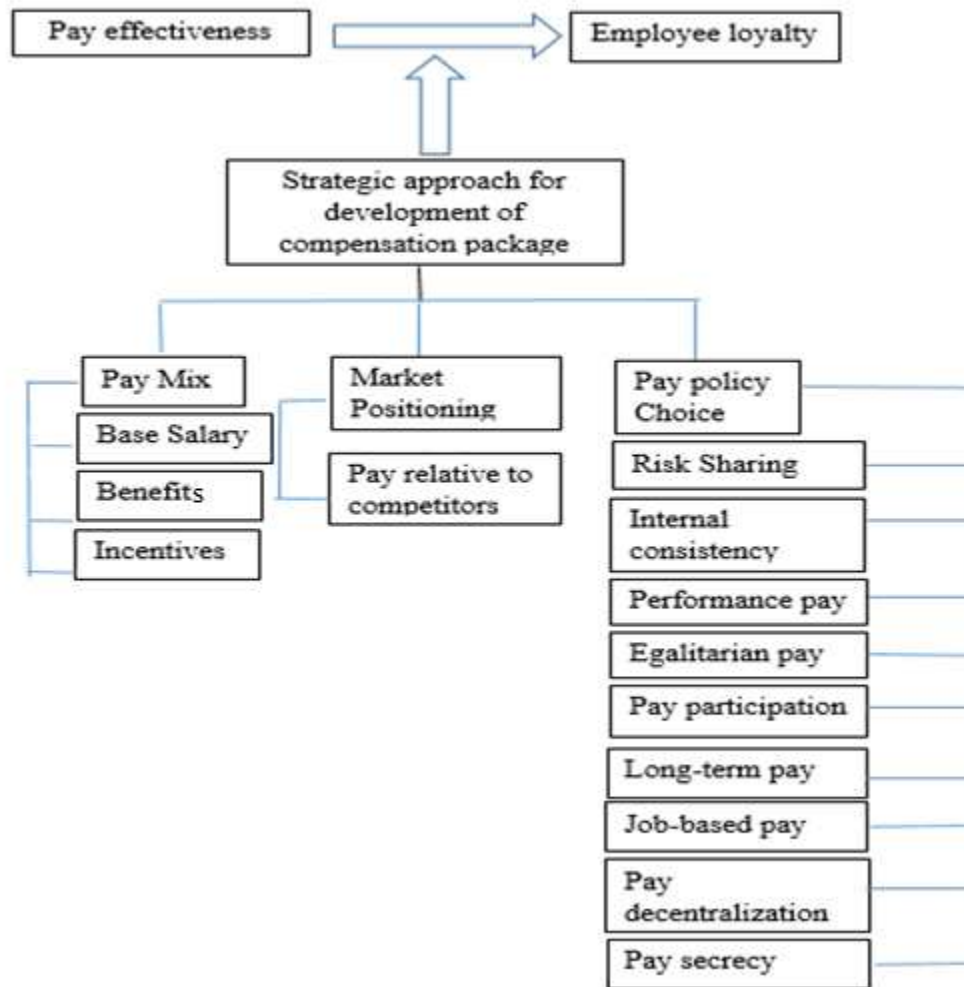 Pay effectiveness
Employee loyalty
Strategic approach for
development of
compensation package
Pay Mix
Base Salary
Benefits
Incentives
Market
Positioning
Pay relative to
competitors
Pay policy
Choice
Risk Sharing
Internal
consistency
Performance pay
Egalitarian pay
Pay participation
Long-term pay
Job-based pay
Pay
decentralization
Pay secrecy